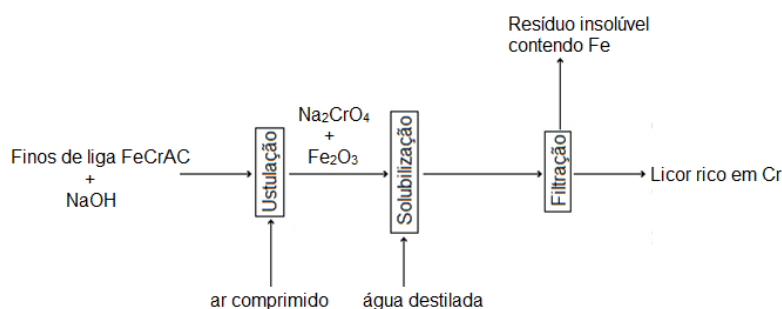 Resíduo insolúvel
contendo Fe
Na2CrO4
+
Fe2O3
Finos de liga FeCrAC
+
NaOH
Ustulação
Solubilização
Filtração
Licor rico em Cr
ar comprimido
água destilada